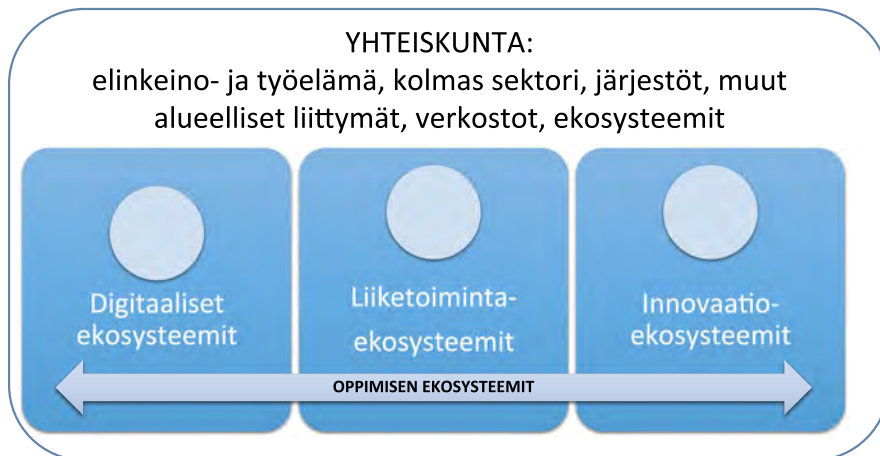 YHTEISKUNTA:
elinkeino- ja työelämä, kolmas sektori, järjestöt, muut
alueelliset liittymät, verkostot, ekosysteemit
Digitaaliset
ekosysteemit
Liiketoiminta-
ekosysteemit
Innovaatio-
ekosysteemit
OPPIMISEN EKOSYSTEEMIT